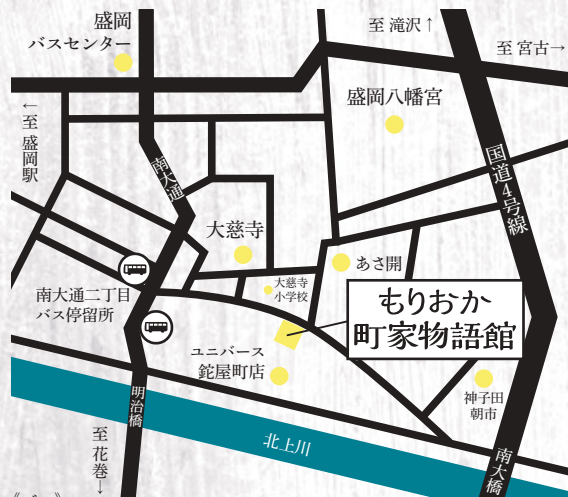 盛岡
バスセンター
至 滝沢↑
至 宮古→
盛岡八幡宮
←至 盛岡駅
南大通
国道4号線
大慈寺
あさ開
大慈寺
小学校
南大通二丁目
バス停留所
もりおか
町家物語館
ユニバース
鉈屋町店
神子田
朝市
明治橋
北上川
至 花巻→
南大橋